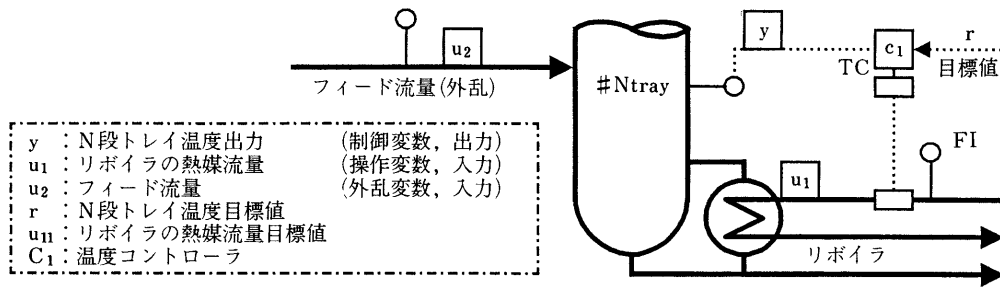 u₂
フィード流量(外乱)
#Ntray
y
TC
c₁
r
目標値
FI
u₁
リボイラ
y :N段トレイ温度出力 (制御変数,出力)
u₁:リボイラの熱媒流量 (操作変数,入力)
u₂:フィード流量 (外乱変数,入力)
r :N段トレイ温度目標値
u₁₁:リボイラの熱媒流量目標値
C₁:温度コントローラ